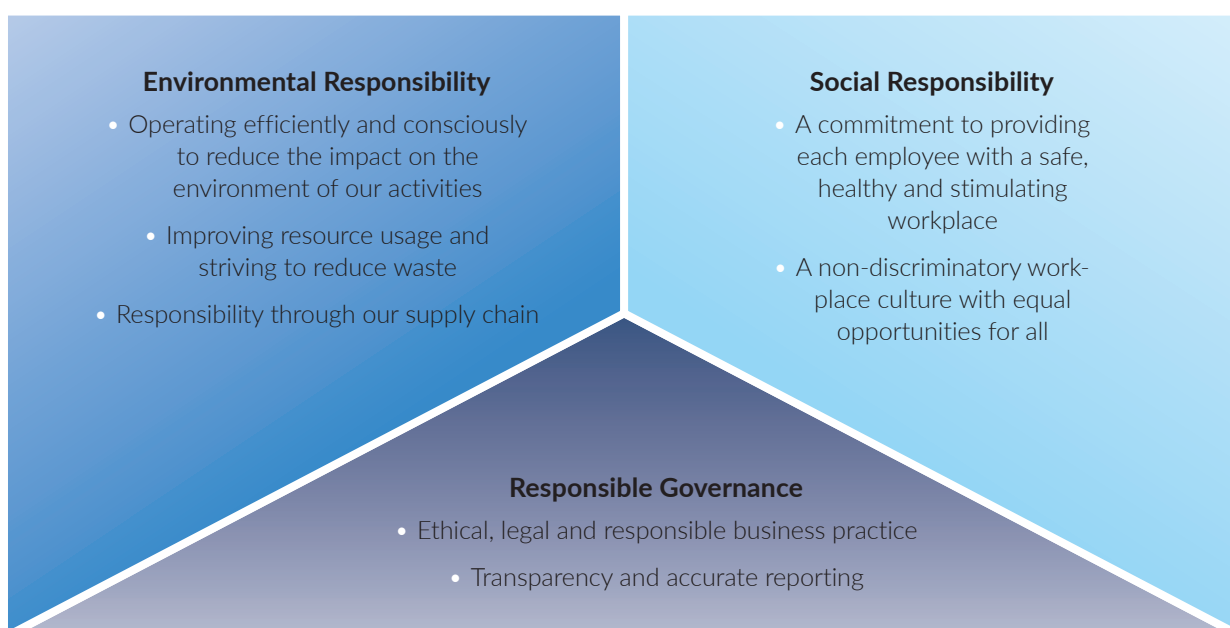 Environmental Responsibility
• Operating efficiently and consciously
to reduce the impact on the
environment of our activities
• Improving resource usage and
striving to reduce waste
• Responsibility through our supply chain
Social Responsibility
• A commitment to providing
each employee with a safe,
healthy and stimulating
workplace
• A non-discriminatory work-
place culture with equal
opportunities for all
Responsible Governance
• Ethical, legal and responsible business practice
• Transparency and accurate reporting